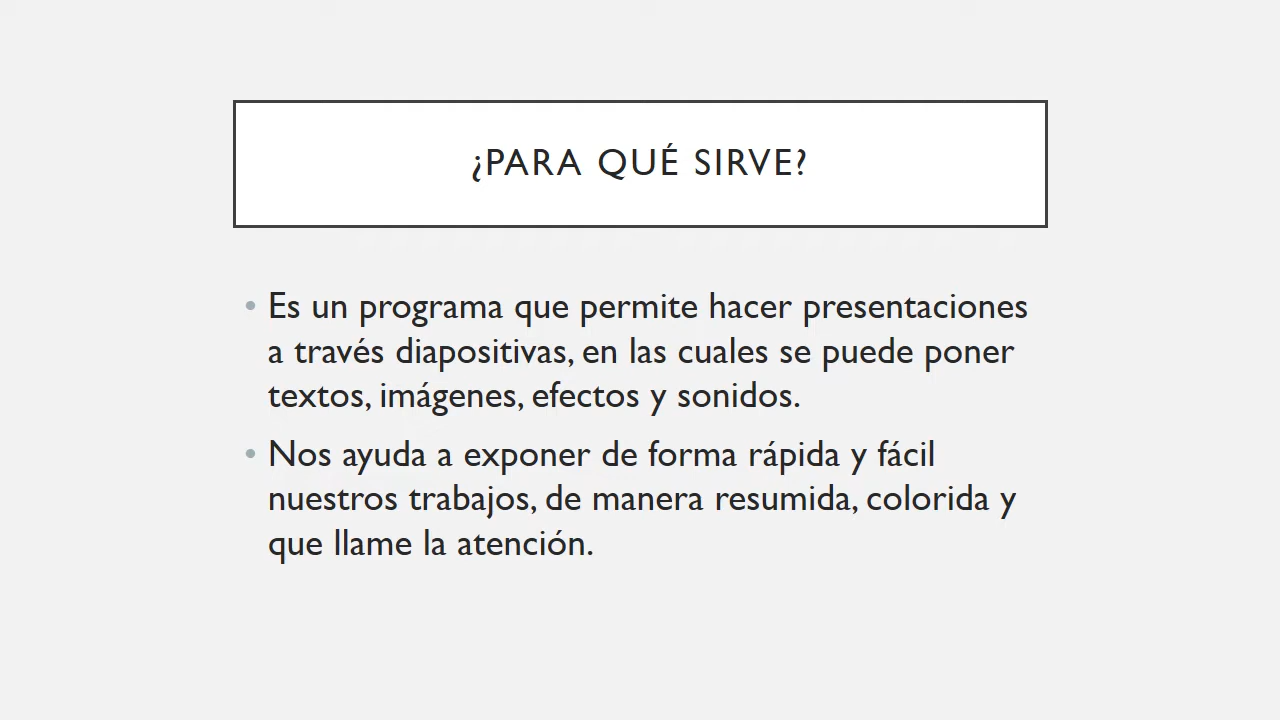 ¿PARA QUÉ SIRVE?
• Es un programa que permite hacer presentaciones
a través diapositivas, en las cuales se puede poner
textos, imágenes, efectos y sonidos.
• Nos ayuda a exponer de forma rápida y fácil
nuestros trabajos, de manera resumida, colorida y
que llame la atención.